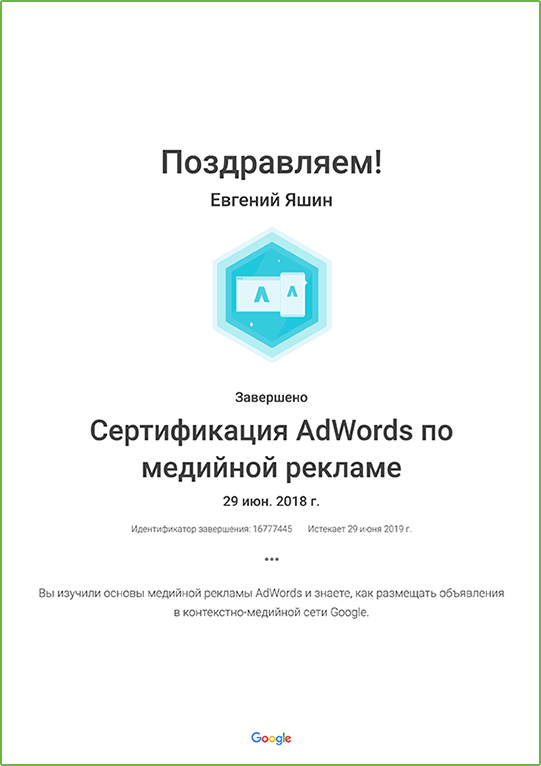 Поздравляем!
Евгений Яшин
Завершено
Сертификация AdWords по
медийной рекламе
29 июн. 2018 г.
Идентификатор завершения: 16777445 Истекает 29 июня 2019 г.
•••
Вы изучили основы медийной рекламы AdWords и знаете, как размещать объявления
в контекстно-медийной сети Google.
Google